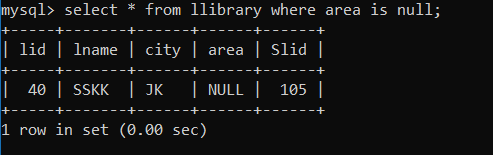 mysql> select * from llibrary where area is null;
+-----+-------+------+------+------+
| lid | lname | city | area | Slid |
+-----+-------+------+------+------+
|  40 | SSKK  | JK   | NULL |  105 |
+-----+-------+------+------+------+
1 row in set (0.00 sec)